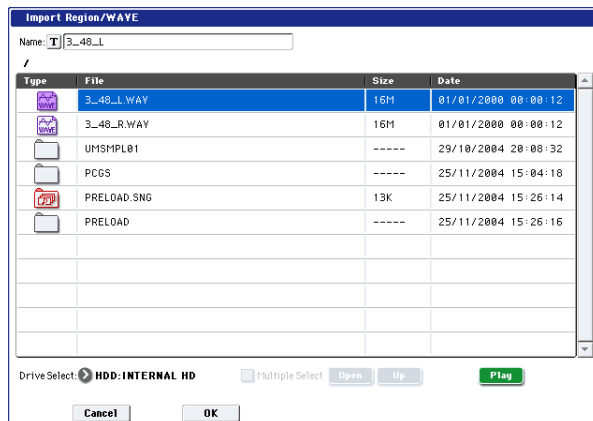 Import Region/WAVE
Name: T 3_48_L
/
Type File Size Date
WAVE 3_48_L.WAV 16M 01/01/2000 00:00:12
WAVE 3_48_R.WAV 16M 01/01/2000 00:00:12
UMSMPL01 ----- 29/10/2004 20:08:32
PCGS ----- 25/11/2004 15:04:18
PRELOAD.SNG 13K 25/11/2004 15:26:14
PRELOAD ----- 25/11/2004 15:26:16
Drive Select: HDD:INTERNAL HD Multiple Select Open Up Play
Cancel OK